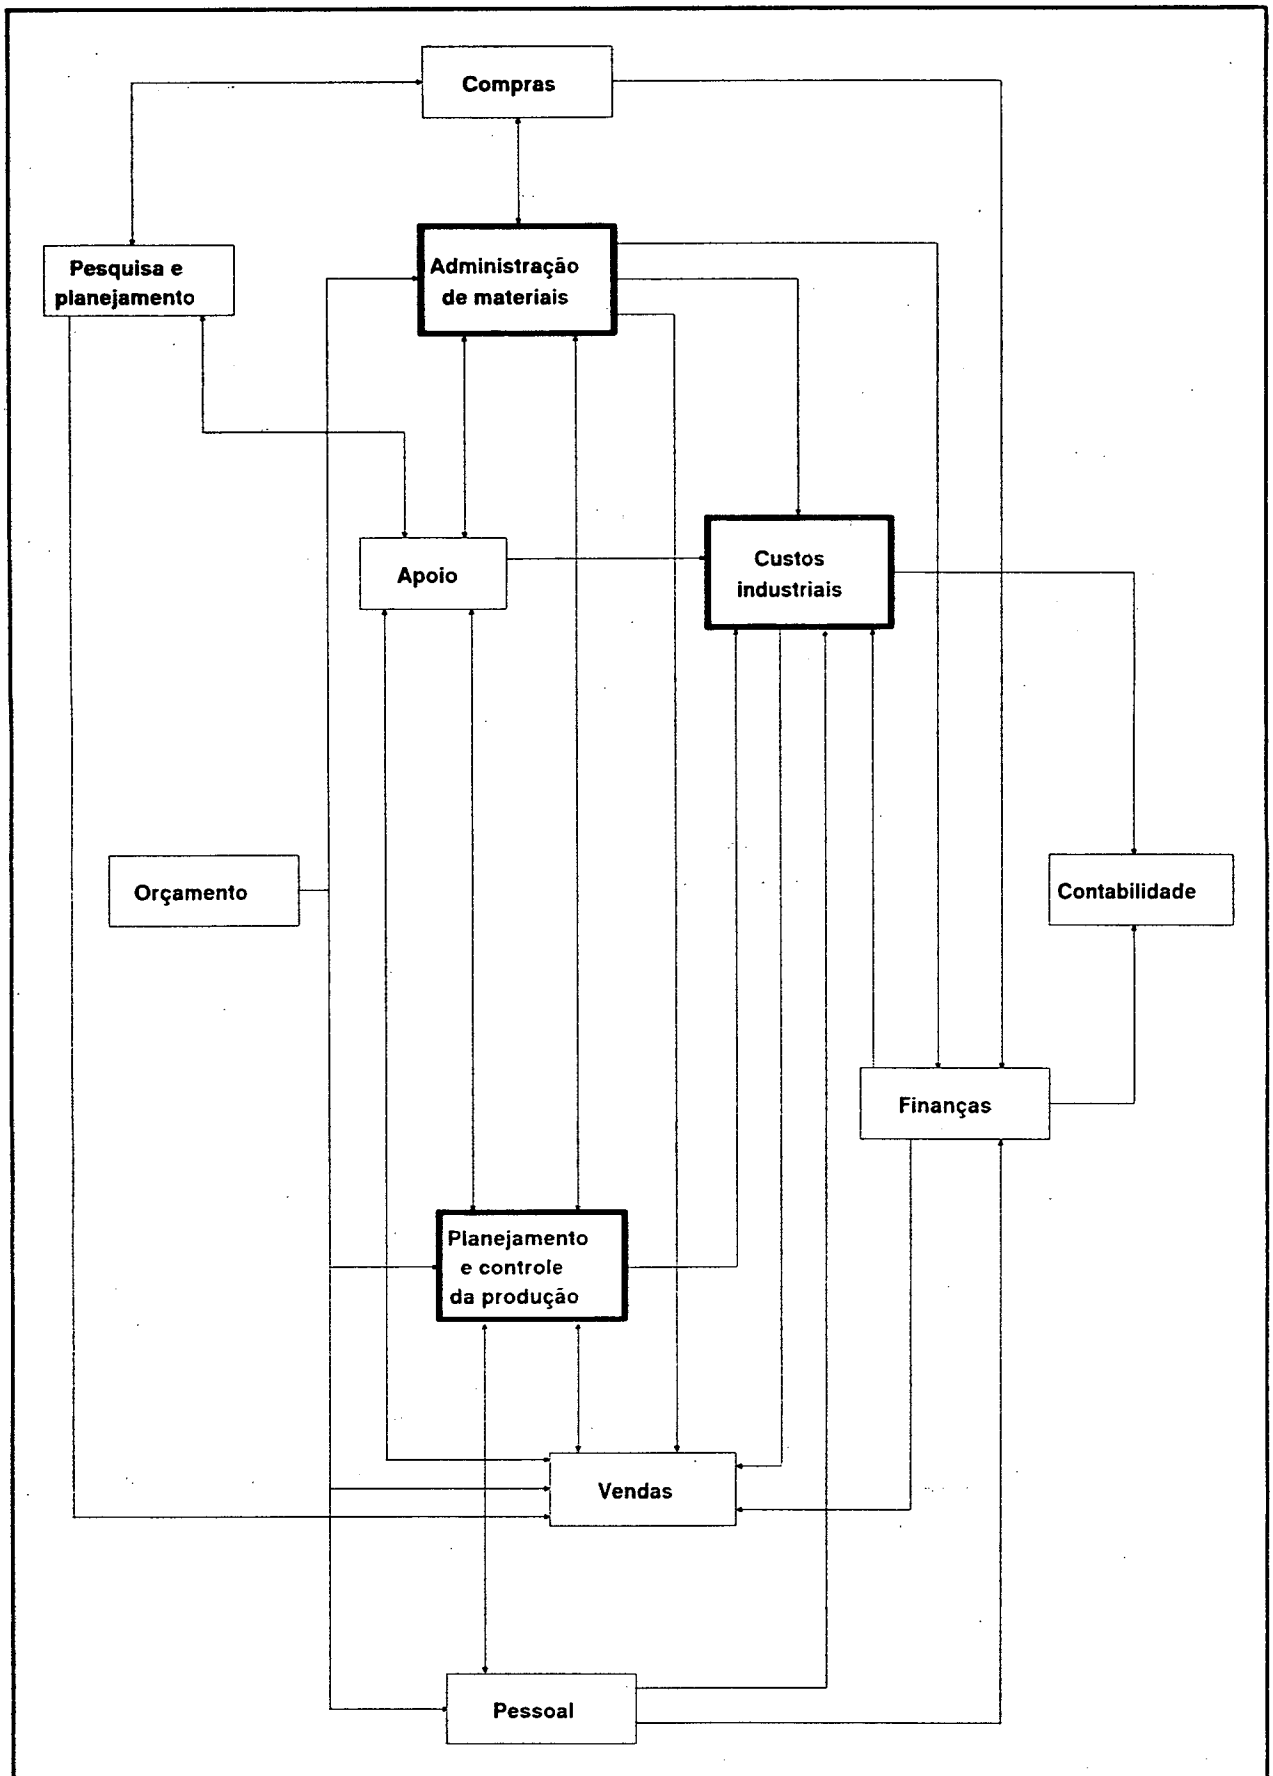 Compras
Pesquisa e
planejamento
Administração
de materiais
Apoio
Custos
industriais
Orçamento
Contabilidade
Finanças
Planejamento
e controle
da produção
Vendas
Pessoal